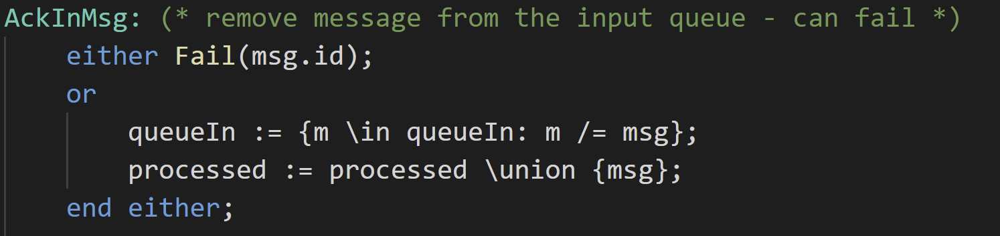 AckInMsg: (* remove message from the input queue - can fail *)
either Fail(msg.id);
or
queueIn := {m \in queueIn: m /= msg};
processed := processed \union {msg};
end either;